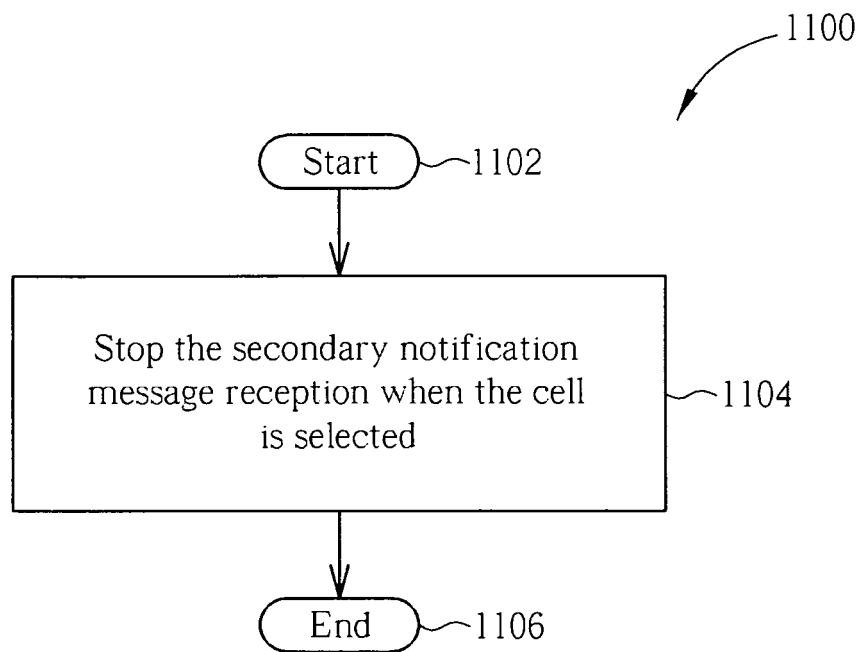 1100
Start 1102
Stop the secondary notification
message reception when the cell
is selected
1104
End 1106